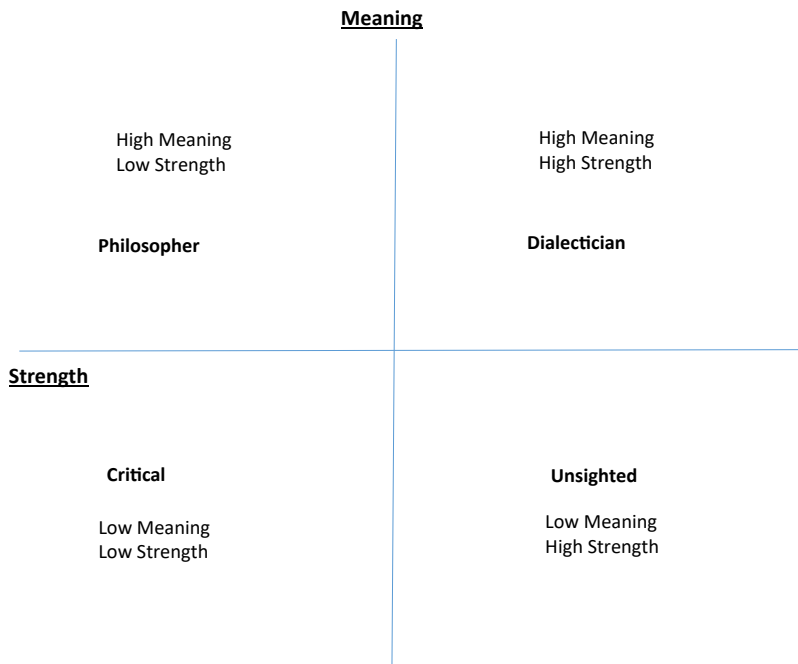 Meaning
High Meaning
Low Strength
High Meaning
High Strength
Philosopher
Dialectician
Strength
Critical
Unsighted
Low Meaning
Low Strength
Low Meaning
High Strength